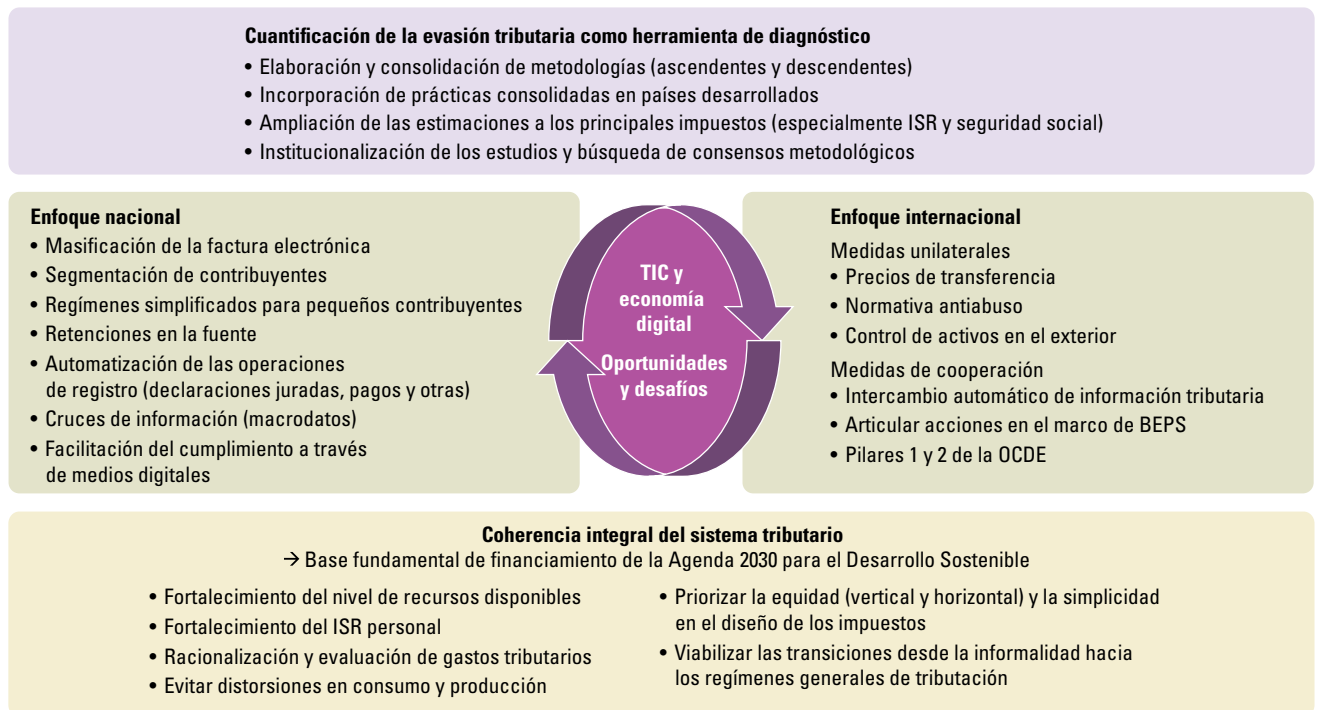 Cuantificación de la evasión tributaria como herramienta de diagnóstico
• Elaboración y consolidación de metodologías (ascendentes y descendentes)
• Incorporación de prácticas consolidadas en países desarrollados
• Ampliación de las estimaciones a los principales impuestos (especialmente ISR y seguridad social)
• Institucionalización de los estudios y búsqueda de consensos metodológicos
Enfoque nacional
• Masificación de la factura electrónica
• Segmentación de contribuyentes
• Regímenes simplificados para pequeños contribuyentes
• Retenciones en la fuente
• Automatización de las operaciones
de registro (declaraciones juradas, pagos y otras)
• Cruces de información (macrodatos)
• Facilitación del cumplimiento a través
de medios digitales
TIC y
economía
digital
Oportunidades
y desafíos
Enfoque internacional
Medidas unilaterales
• Precios de transferencia
• Normativa antiabuso
• Control de activos en el exterior
Medidas de cooperación
• Intercambio automático de información tributaria
• Articular acciones en el marco de BEPS
• Pilares 1 y 2 de la OCDE
Coherencia integral del sistema tributario
→ Base fundamental de financiamiento de la Agenda 2030 para el Desarrollo Sostenible
• Fortalecimiento del nivel de recursos disponibles
• Fortalecimiento del ISR personal
• Racionalización y evaluación de gastos tributarios
• Evitar distorsiones en consumo y producción
• Priorizar la equidad (vertical y horizontal) y la simplicidad
en el diseño de los impuestos
• Viabilizar las transiciones desde la informalidad hacia
los regímenes generales de tributación